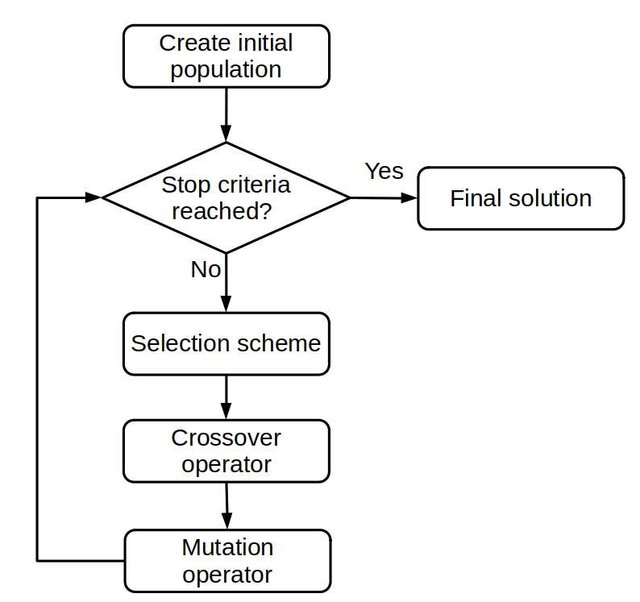 Create initial
population
Stop criteria
reached?
Yes
Final solution
No
Selection scheme
Crossover
operator
Mutation
operator